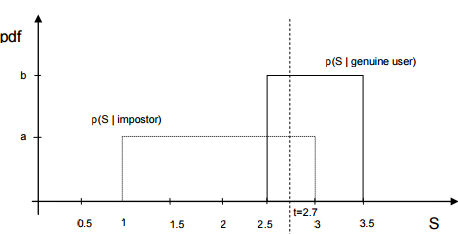 pdf
p(S | genuine user)
b
p(S | impostor)
a
t=2.7
0.5 1 1.5 2 2.5 3 3.5 S